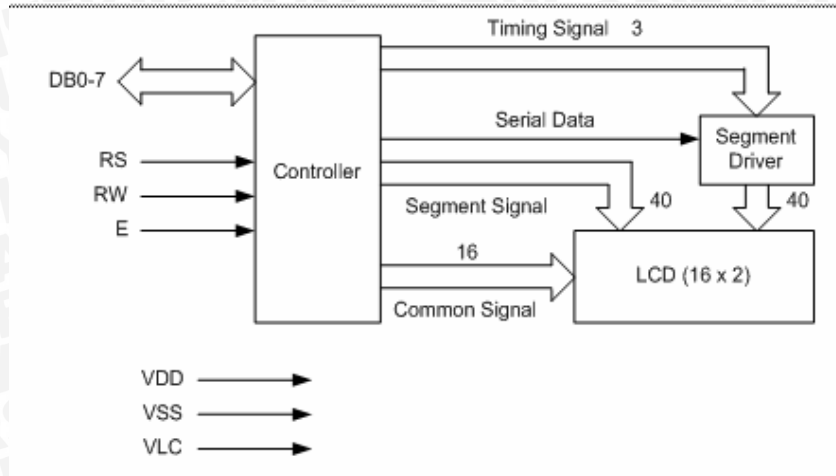 Timing Signal 3
DB0-7
Serial Data
Segment
Driver
RS
Controller
RW
Segment Signal
40
40
E
16
LCD (16 x 2)
Common Signal
VDD
VSS
VLC